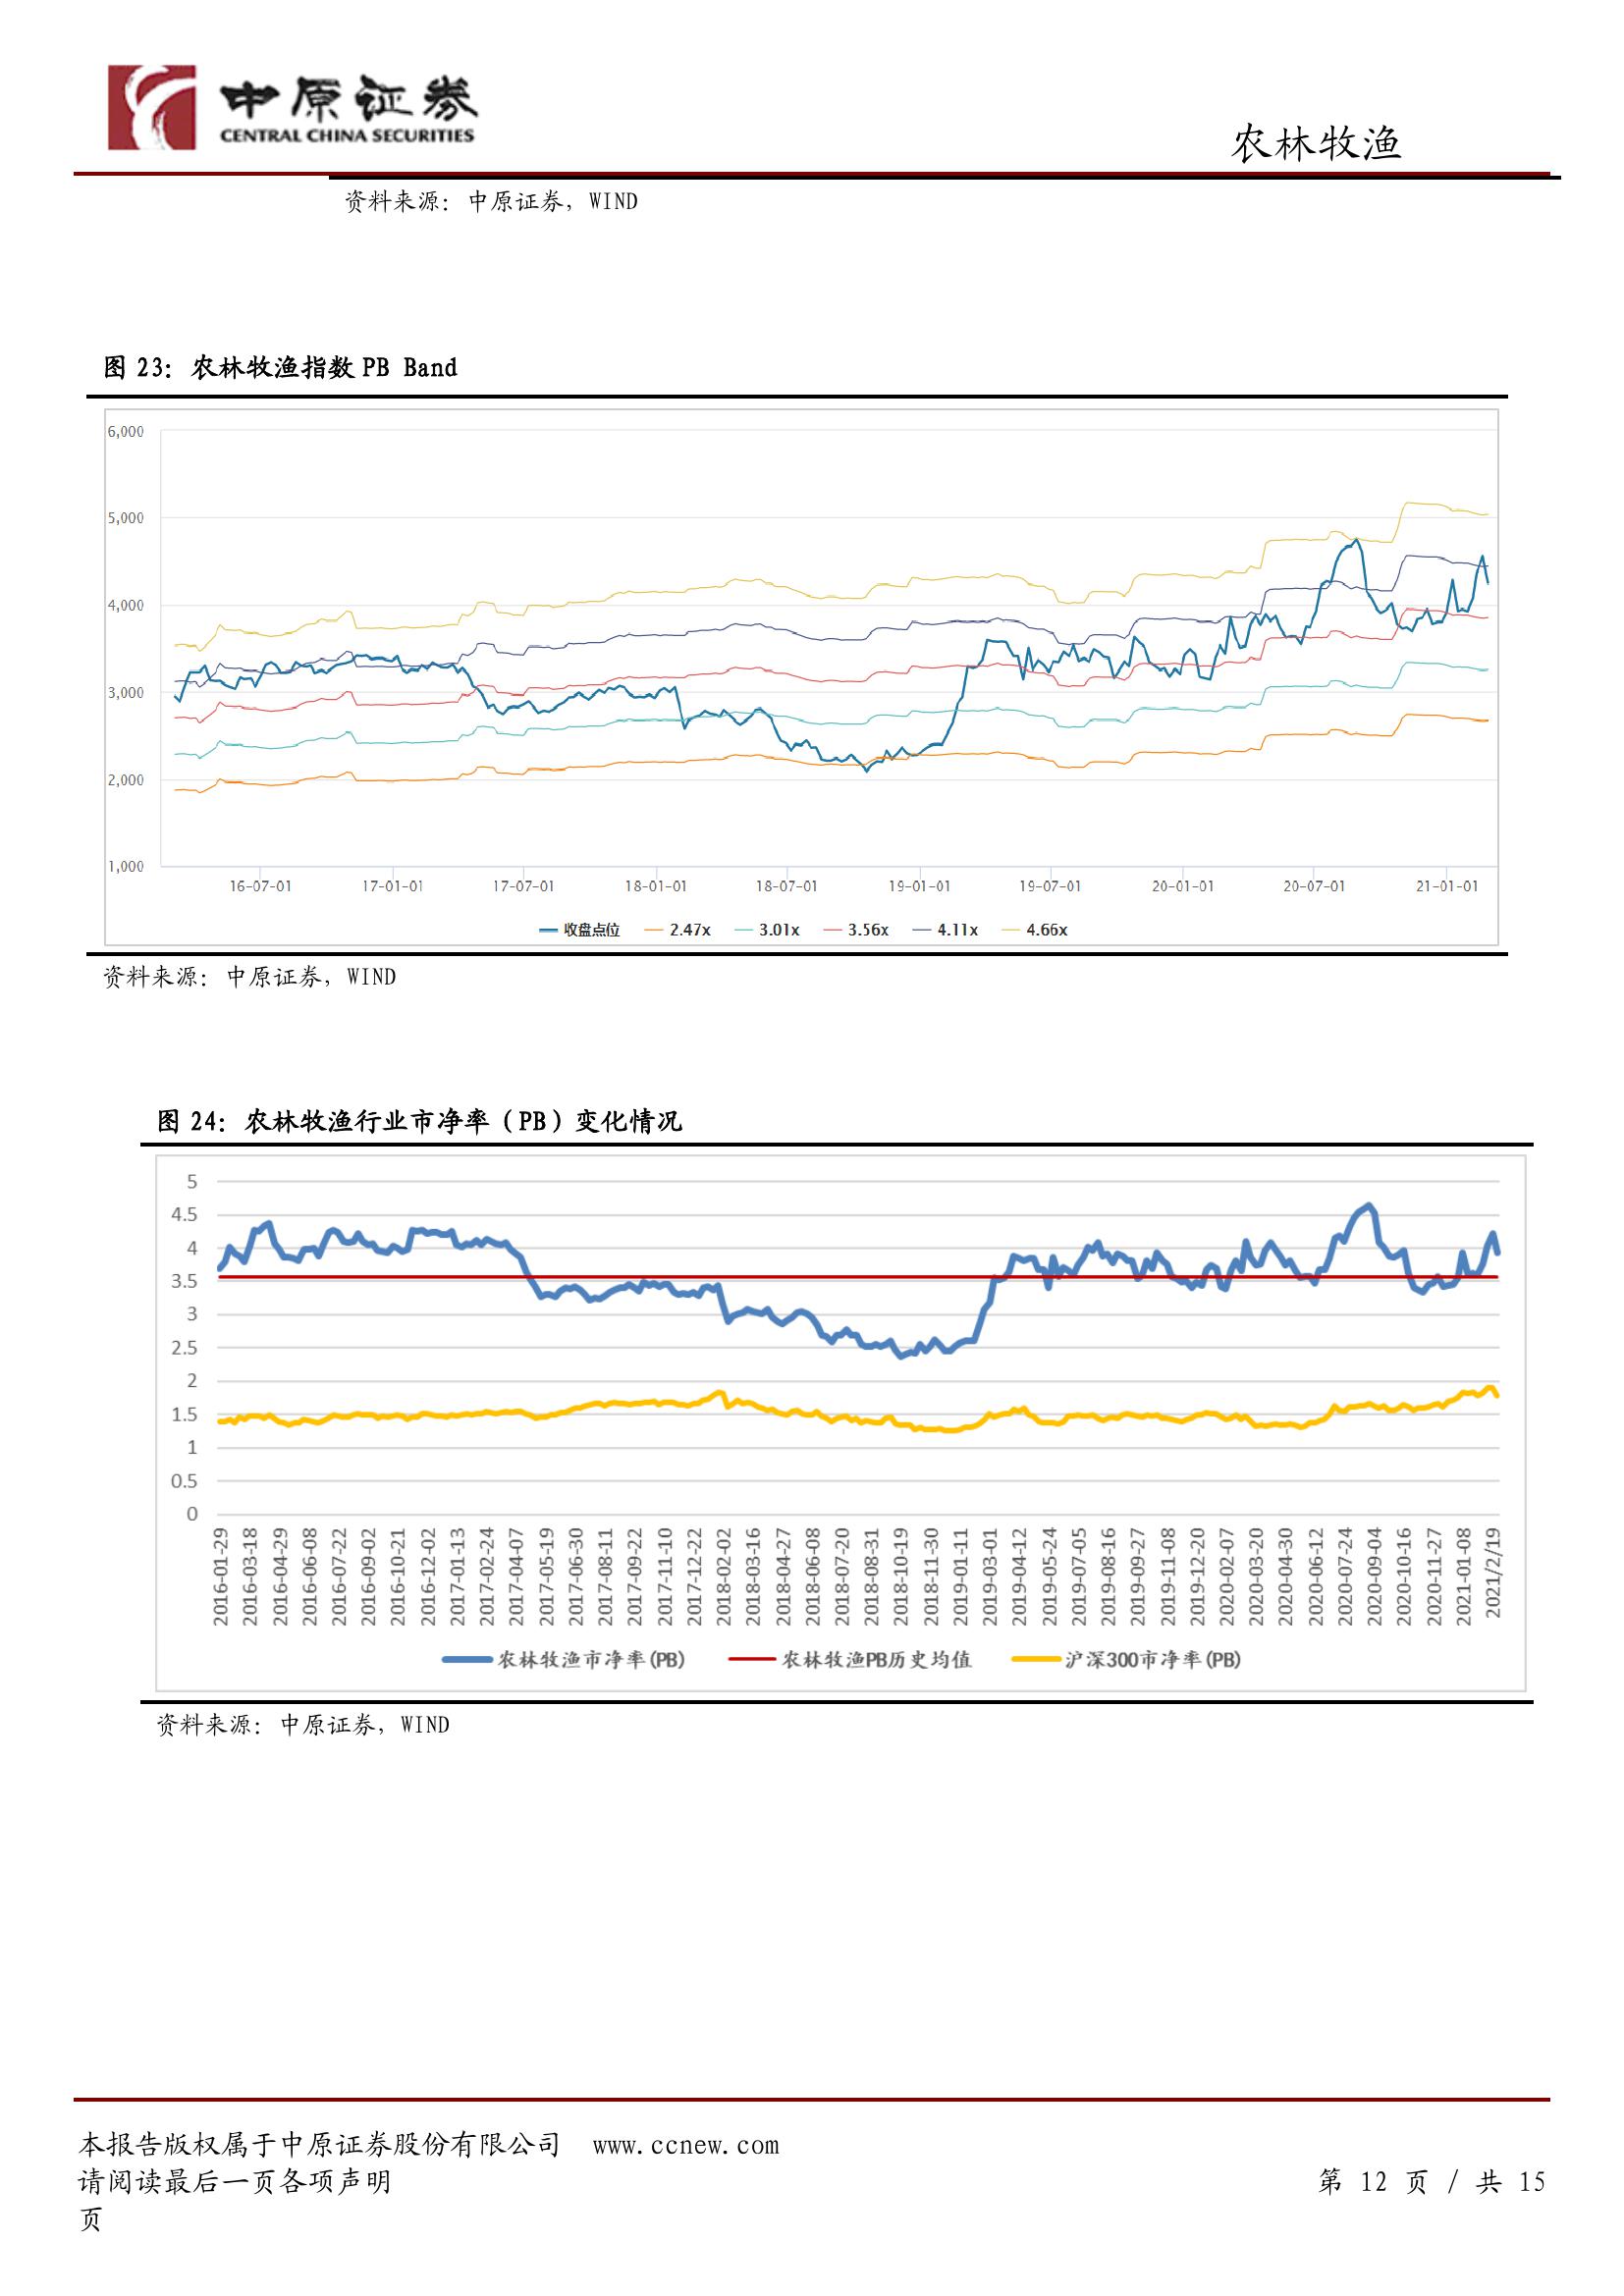 中原证券
CENTRAL CHINA SECURITIES
农林牧渔
资料来源：中原证券，WIND
图 23：农林牧渔指数 PB Band
6,000
5,000
4,000
3,000
2,000
1,000
16-07-01 17-01-01 17-07-01 18-01-01 18-07-01 19-01-01 19-07-01 20-01-01 20-07-01 21-01-01
收盘点位 2.47x 3.01x 3.56x 4.11x 4.66x
资料来源：中原证券，WIND
图 24：农林牧渔行业市净率（PB）变化情况
5
4.5
4
3.5
3
2.5
2
1.5
1
0.5
0
2016-01-29 2016-03-18 2016-04-29 2016-06-08 2016-07-22 2016-09-02 2016-10-21 2016-12-02 2017-01-13 2017-02-24 2017-04-07 2017-05-19 2017-06-30 2017-08-11 2017-09-22 2017-11-10 2017-12-22 2018-02-02 2018-03-16 2018-04-27 2018-06-08 2018-07-20 2018-08-31 2018-10-19 2018-11-30 2019-01-11 2019-03-01 2019-04-12 2019-05-24 2019-07-05 2019-08-16 2019-09-27 2019-11-08 2019-12-20 2020-02-07 2020-03-20 2020-04-30 2020-06-12 2020-07-24 2020-09-04 2020-10-16 2020-11-27 2021-01-08 2021/2/19
农林牧渔市净率(PB) 农林牧渔PB历史均值 沪深300市净率(PB)
资料来源：中原证券，WIND
本报告版权属于中原证券股份有限公司 www.ccnew.com
请阅读最后一页各项声明 第 12 页 / 共 15
页